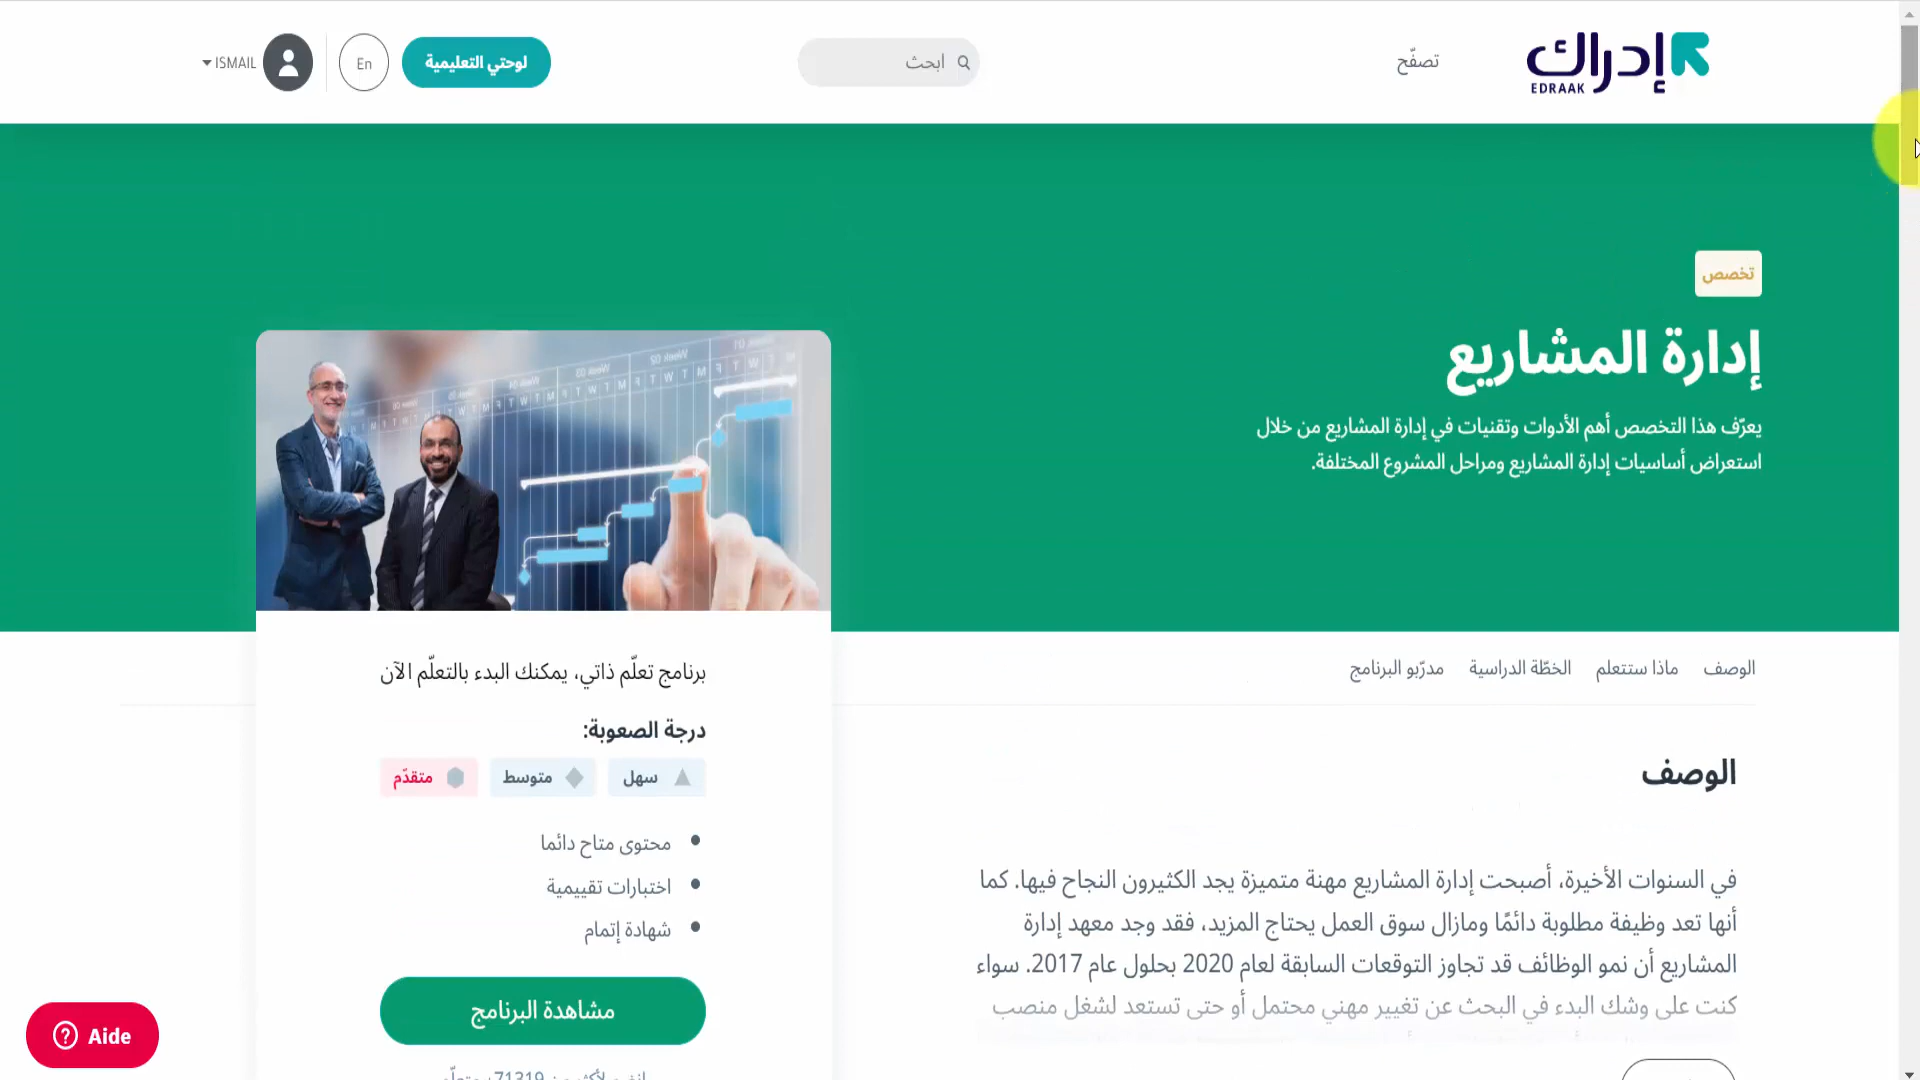 إدراك
EDRAAK
تصفّح
ابحث
لوحتي التعليمية
En
ISMAIL
تخصص
إدارة المشاريع
يعرّف هذا التخصص أهم الأدوات وتقنيات في إدارة المشاريع من خلال
استعراض أساسيات إدارة المشاريع ومراحل المشروع المختلفة.
الوصف
ماذا ستتعلم
الخطّة الدراسية
مدرّبو البرنامج
الوصف
في السنوات الأخيرة، أصبحت إدارة المشاريع مهنة متميزة يجد الكثيرون النجاح فيها. كما
أنها تعد وظيفة مطلوبة دائمًا ومازال سوق العمل يحتاج المزيد، فقد وجد معهد إدارة
المشاريع أن نمو الوظائف قد تجاوز التوقعات السابقة لعام 2020 بحلول عام 2017. سواء
كنت على وشك البدء في البحث عن تغيير مهني محتمل أو حتى تستعد لشغل منصب
برنامج تعلّم ذاتي، يمكنك البدء بالتعلّم الآن
درجة الصعوبة:
سهل
متوسط
متقدّم
محتوى متاح دائما
اختبارات تقييمية
شهادة إتمام
مشاهدة البرنامج
Aide